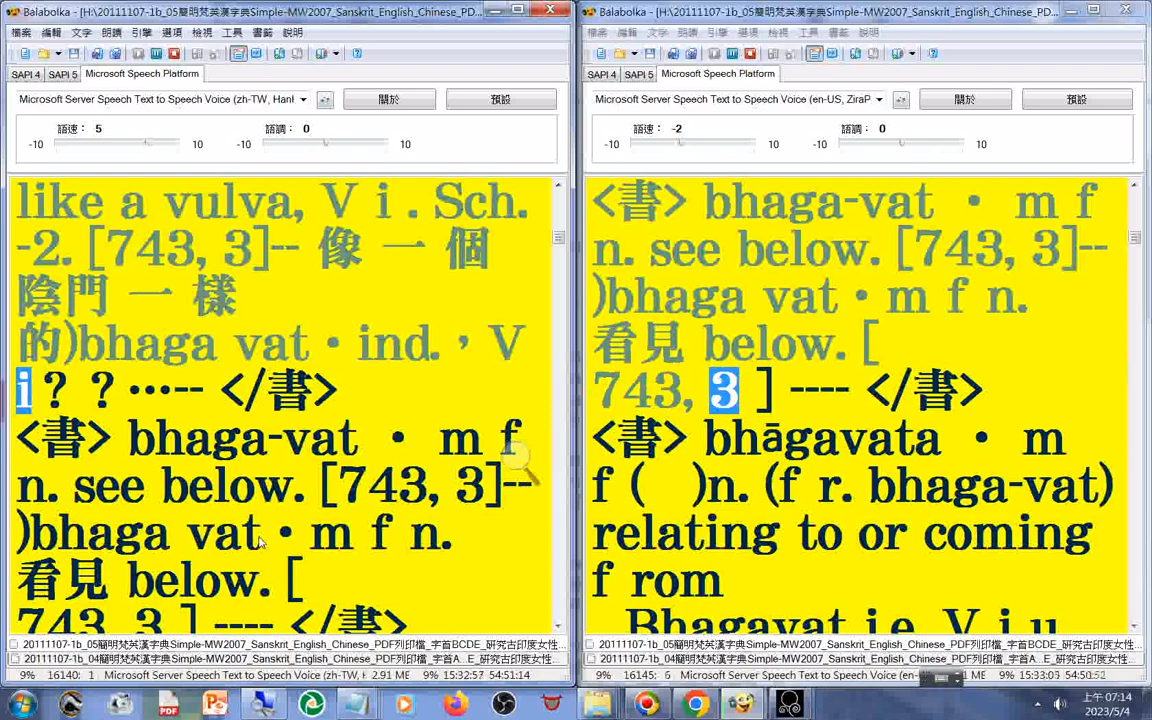 Balabolka - [H:\20111107-1b_05簡明梵英漢字典Simple-MW2007_Sanskrit_English_Chinese_PD...
檔案 編輯 文字 朗讀 引擎 選項 檢視 工具 書籤 說明
SAPI 4 SAPI 5 Microsoft Speech Platform
Microsoft Server Speech Text to Speech Voice (zh-TW, Hanl
關於 預設
語速： 5 語調： 0
-10 10 -10 10
like a vulva, V i . Sch.
-2. [743, 3]-- 像 一 個
陰門 一 樣
的)bhaga vat・ind.，V
i？？…-- </書>
<書> bhaga-vat ・ m f
n. see below. [743, 3]--
)bhaga vat・m f n.
看見 below. [
743, 3 ] ---- </書>
20111107-1b_05簡明梵英漢字典Simple-MW2007_Sanskrit_English_Chinese_PDF列印檔_字首BCDE_研究古印度女性...
20111107-1b_04簡明梵英漢字典Simple-MW2007_Sanskrit_English_Chinese_PDF列印檔_字首A...E_研究古印度女性...
9% 16140: 1 Microsoft Server Speech Text to Speech Voice (zh-TW, 2.91 MB 9% 15:32:57 54:51:14
Balabolka - [H:\20111107-1b_05簡明梵英漢字典Simple-MW2007_Sanskrit_English_Chinese_PD...
檔案 編輯 文字 朗讀 引擎 選項 檢視 工具 書籤 說明
SAPI 4 SAPI 5 Microsoft Speech Platform
Microsoft Server Speech Text to Speech Voice (en-US, ZiraP
關於 預設
語速： -2 語調： 0
-10 10 -10 10
<書> bhaga-vat ・ m f
n. see below. [743, 3]--
)bhaga vat・m f n.
看見 below. [
743, 3 ] ---- </書>
<書> bhāgavata ・ m
f ( )n. (f r. bhaga-vat)
relating to or coming
f rom
Bhagavat i.e. V i u
20111107-1b_05簡明梵英漢字典Simple-MW2007_Sanskrit_English_Chinese_PDF列印檔_字首BCDE_研究古印度女性...
20111107-1b_04簡明梵英漢字典Simple-MW2007_Sanskrit_English_Chinese_PDF列印檔_字首A...E_研究古印度女性...
9% 16145: 6 Microsoft Server Speech Text to Speech Voice (en-US, ME 9% 15:33:05
上午 07:14
2023/5/4